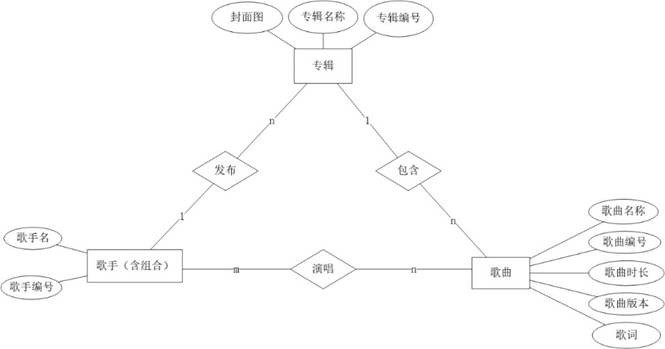 封面图
专辑名称
专辑编号
专辑
n
1
发布
包含
1
n
歌手名
歌手编号
歌手（含组合）
m
演唱
n
歌曲
歌曲名称
歌曲编号
歌曲时长
歌曲版本
歌词